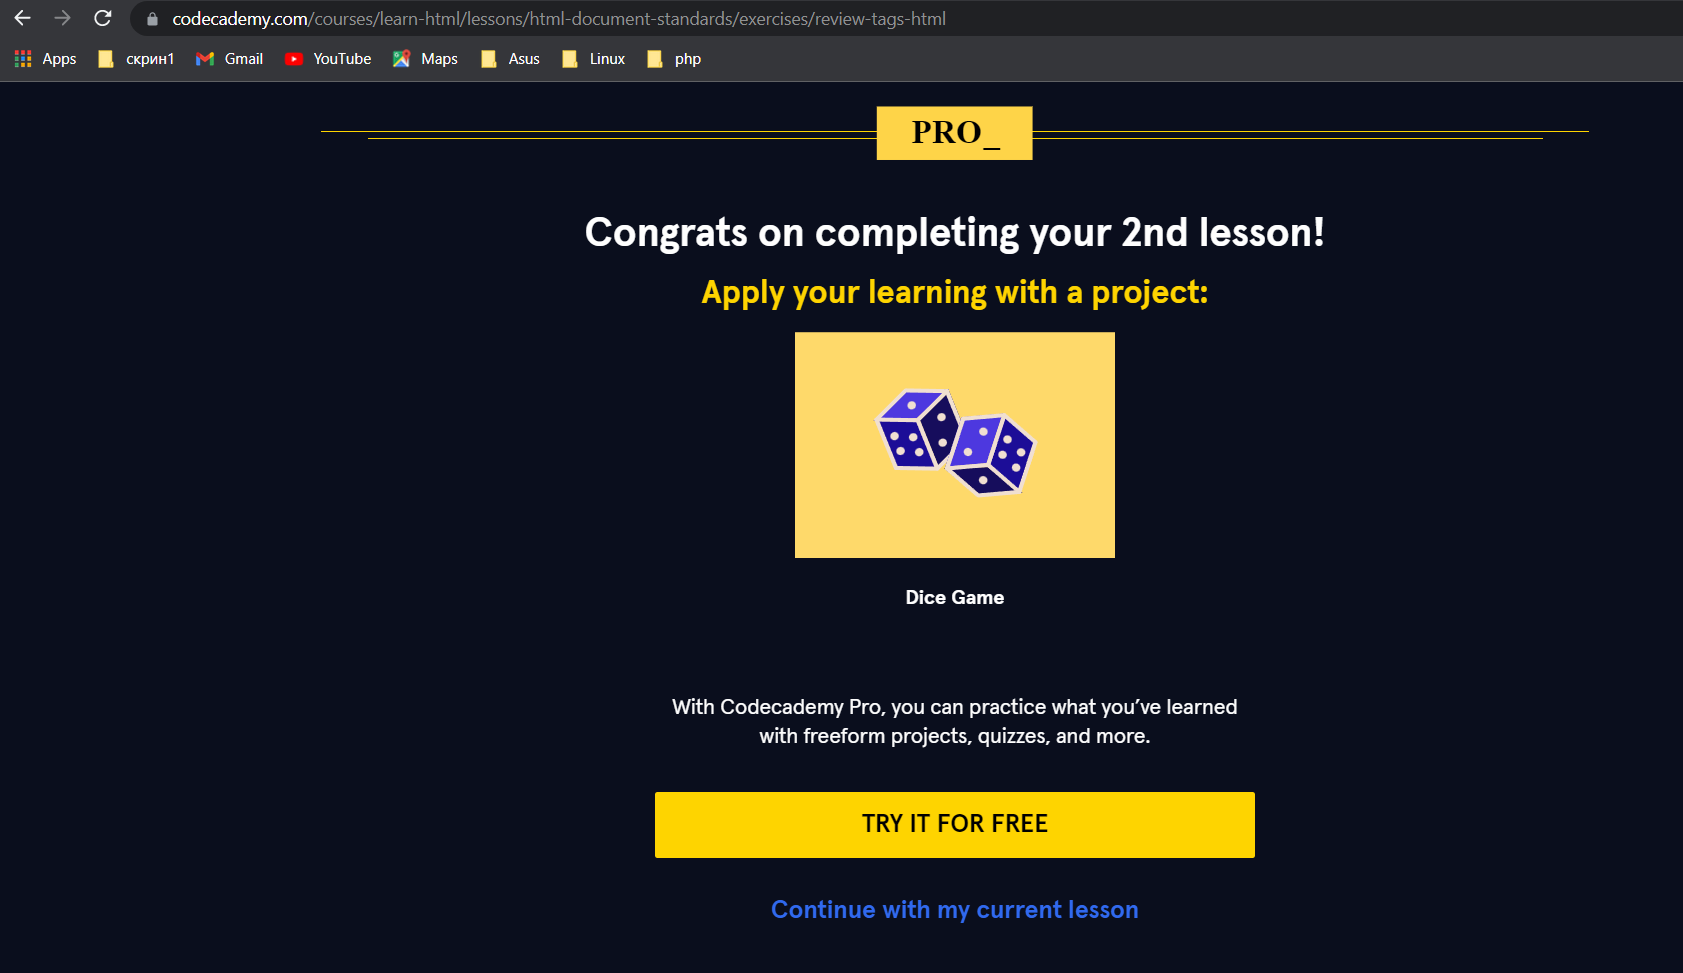 codecademy.com/courses/learn-html/lessons/html-document-standards/exercises/review-tags-html
Apps скрин1 Gmail YouTube Maps Asus Linux php
PRO_
Congrats on completing your 2nd lesson!
Apply your learning with a project:
Dice Game
With Codecademy Pro, you can practice what you’ve learned
with freeform projects, quizzes, and more.
TRY IT FOR FREE
Continue with my current lesson